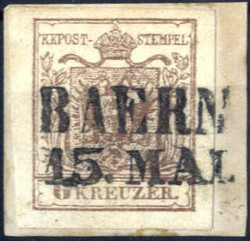 KKPOST-STEMPEL
BAERN
15. MAI
6 KREUZER